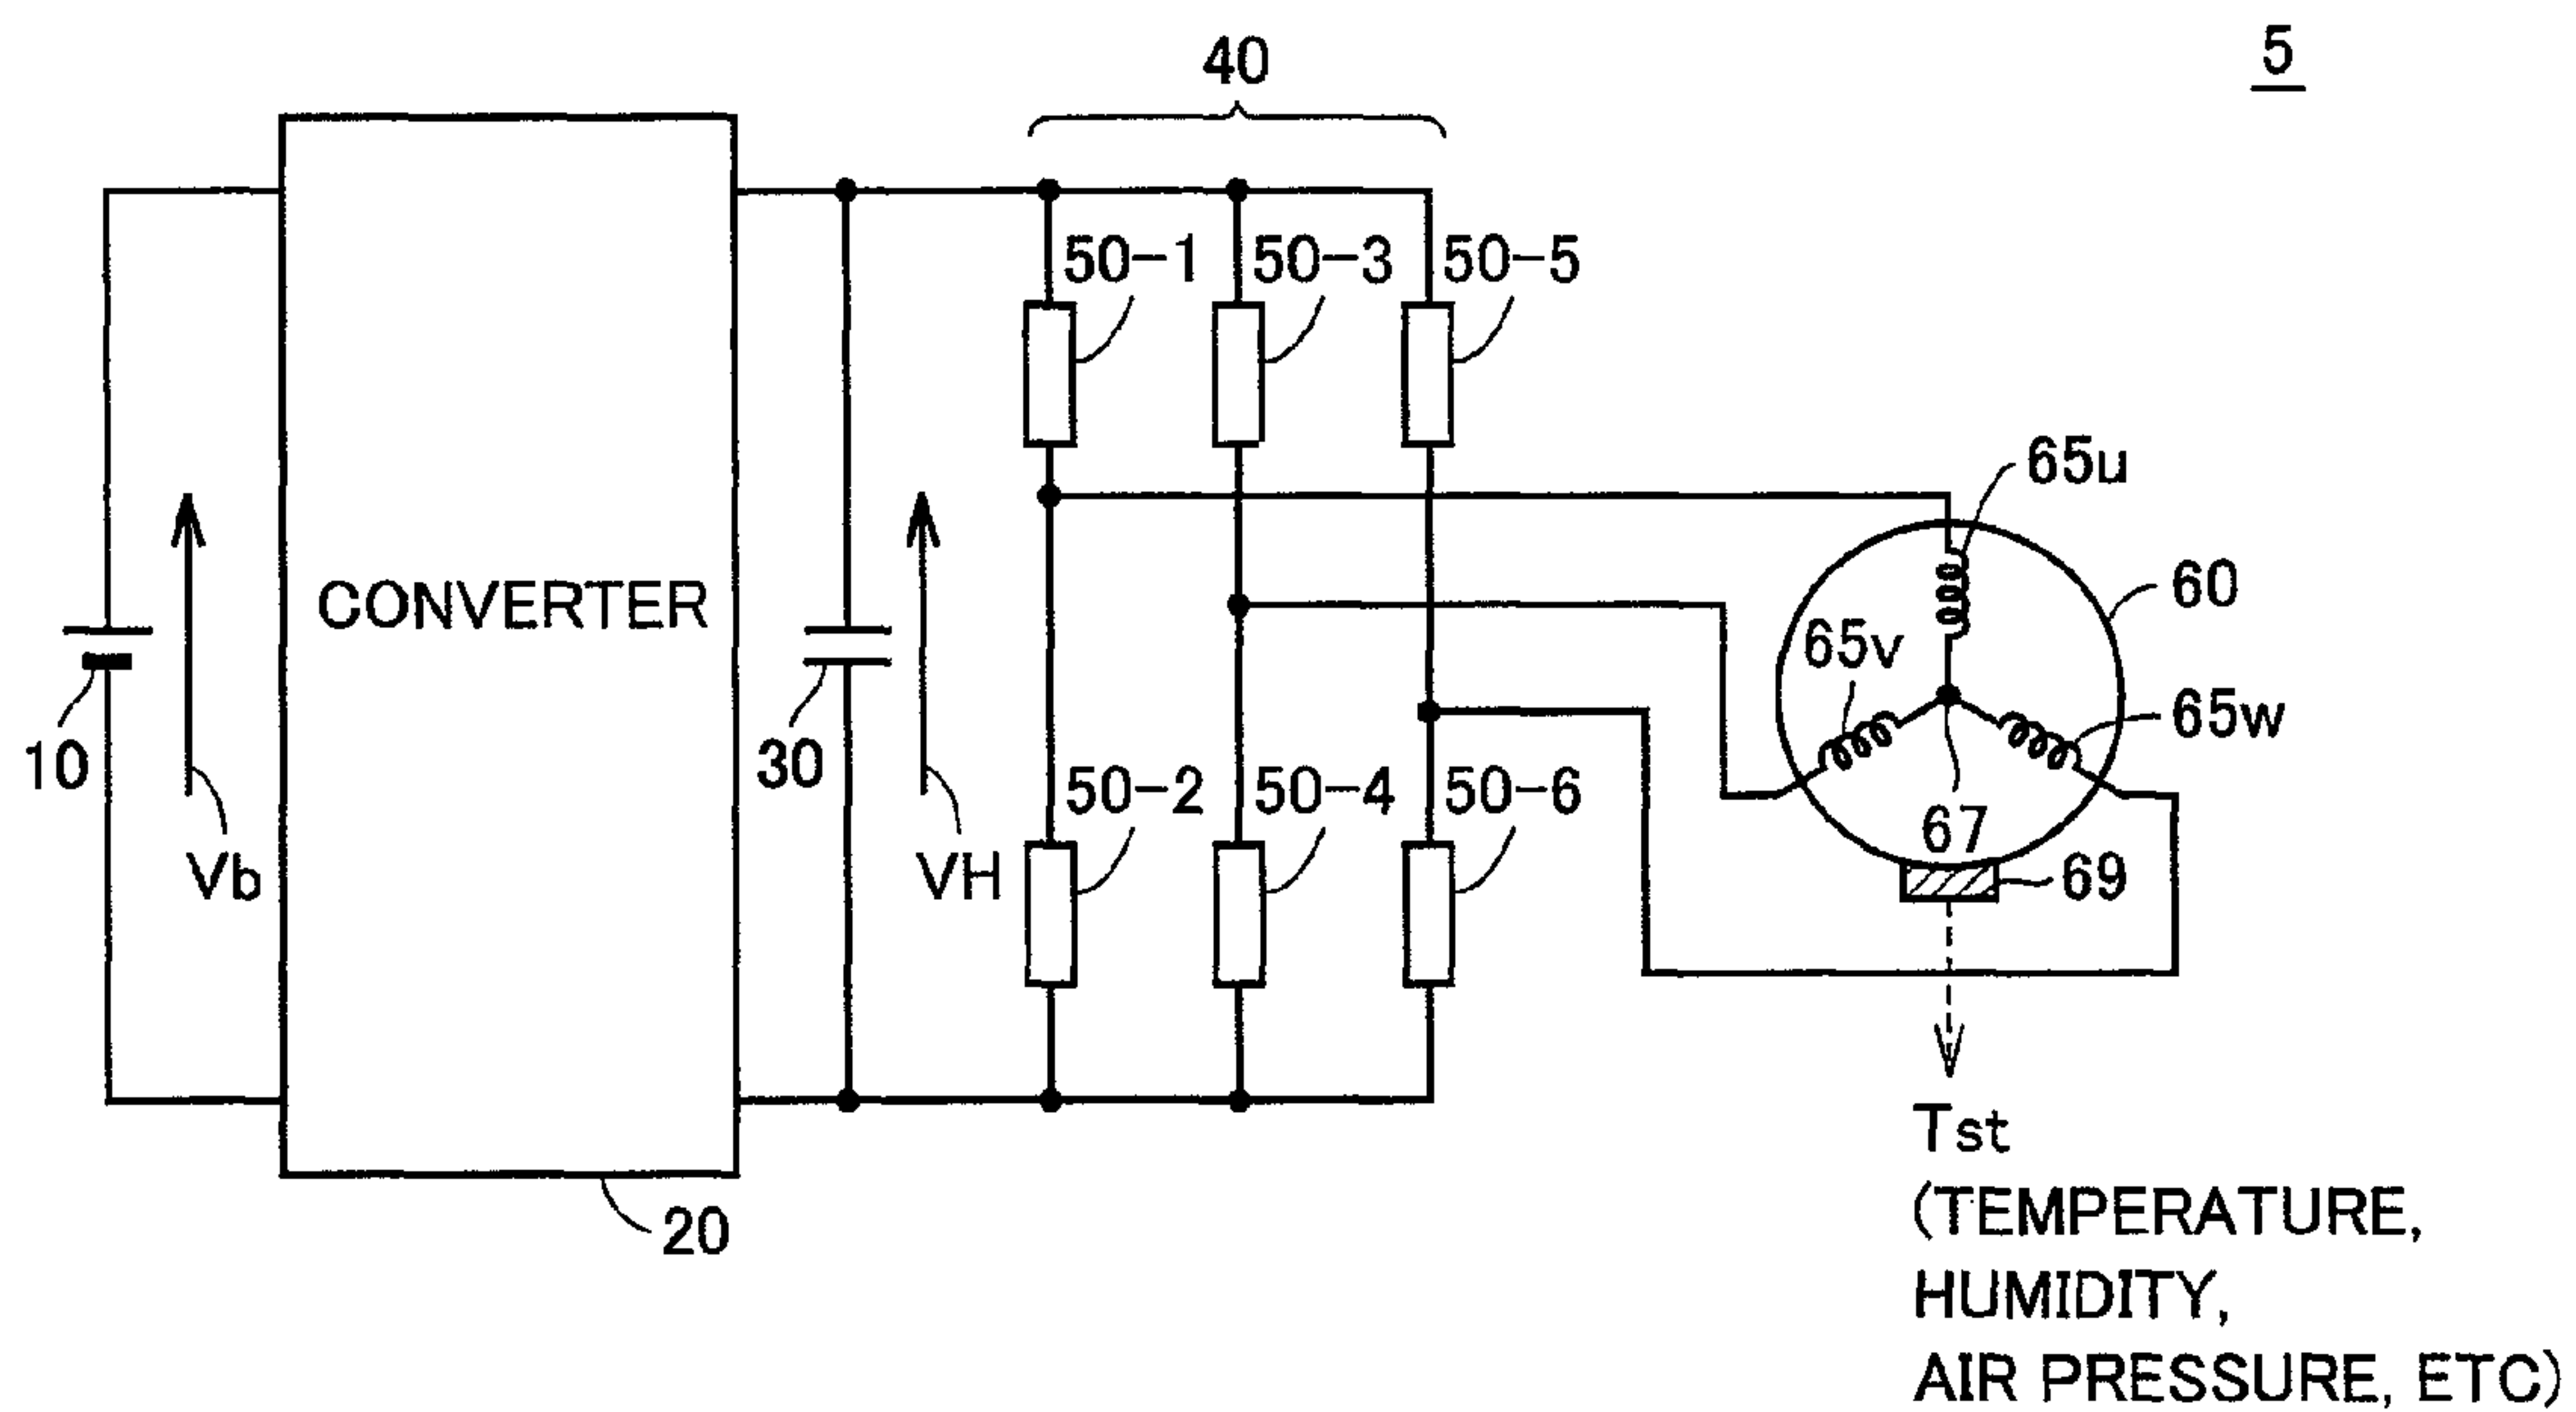 5
40
50-1
50-3
50-5
65u
CONVERTER
60
65v
65w
10
30
50-2
50-4
50-6
67
Vb
VH
69
Tst
20
(TEMPERATURE,
HUMIDITY,
AIR PRESSURE, ETC)